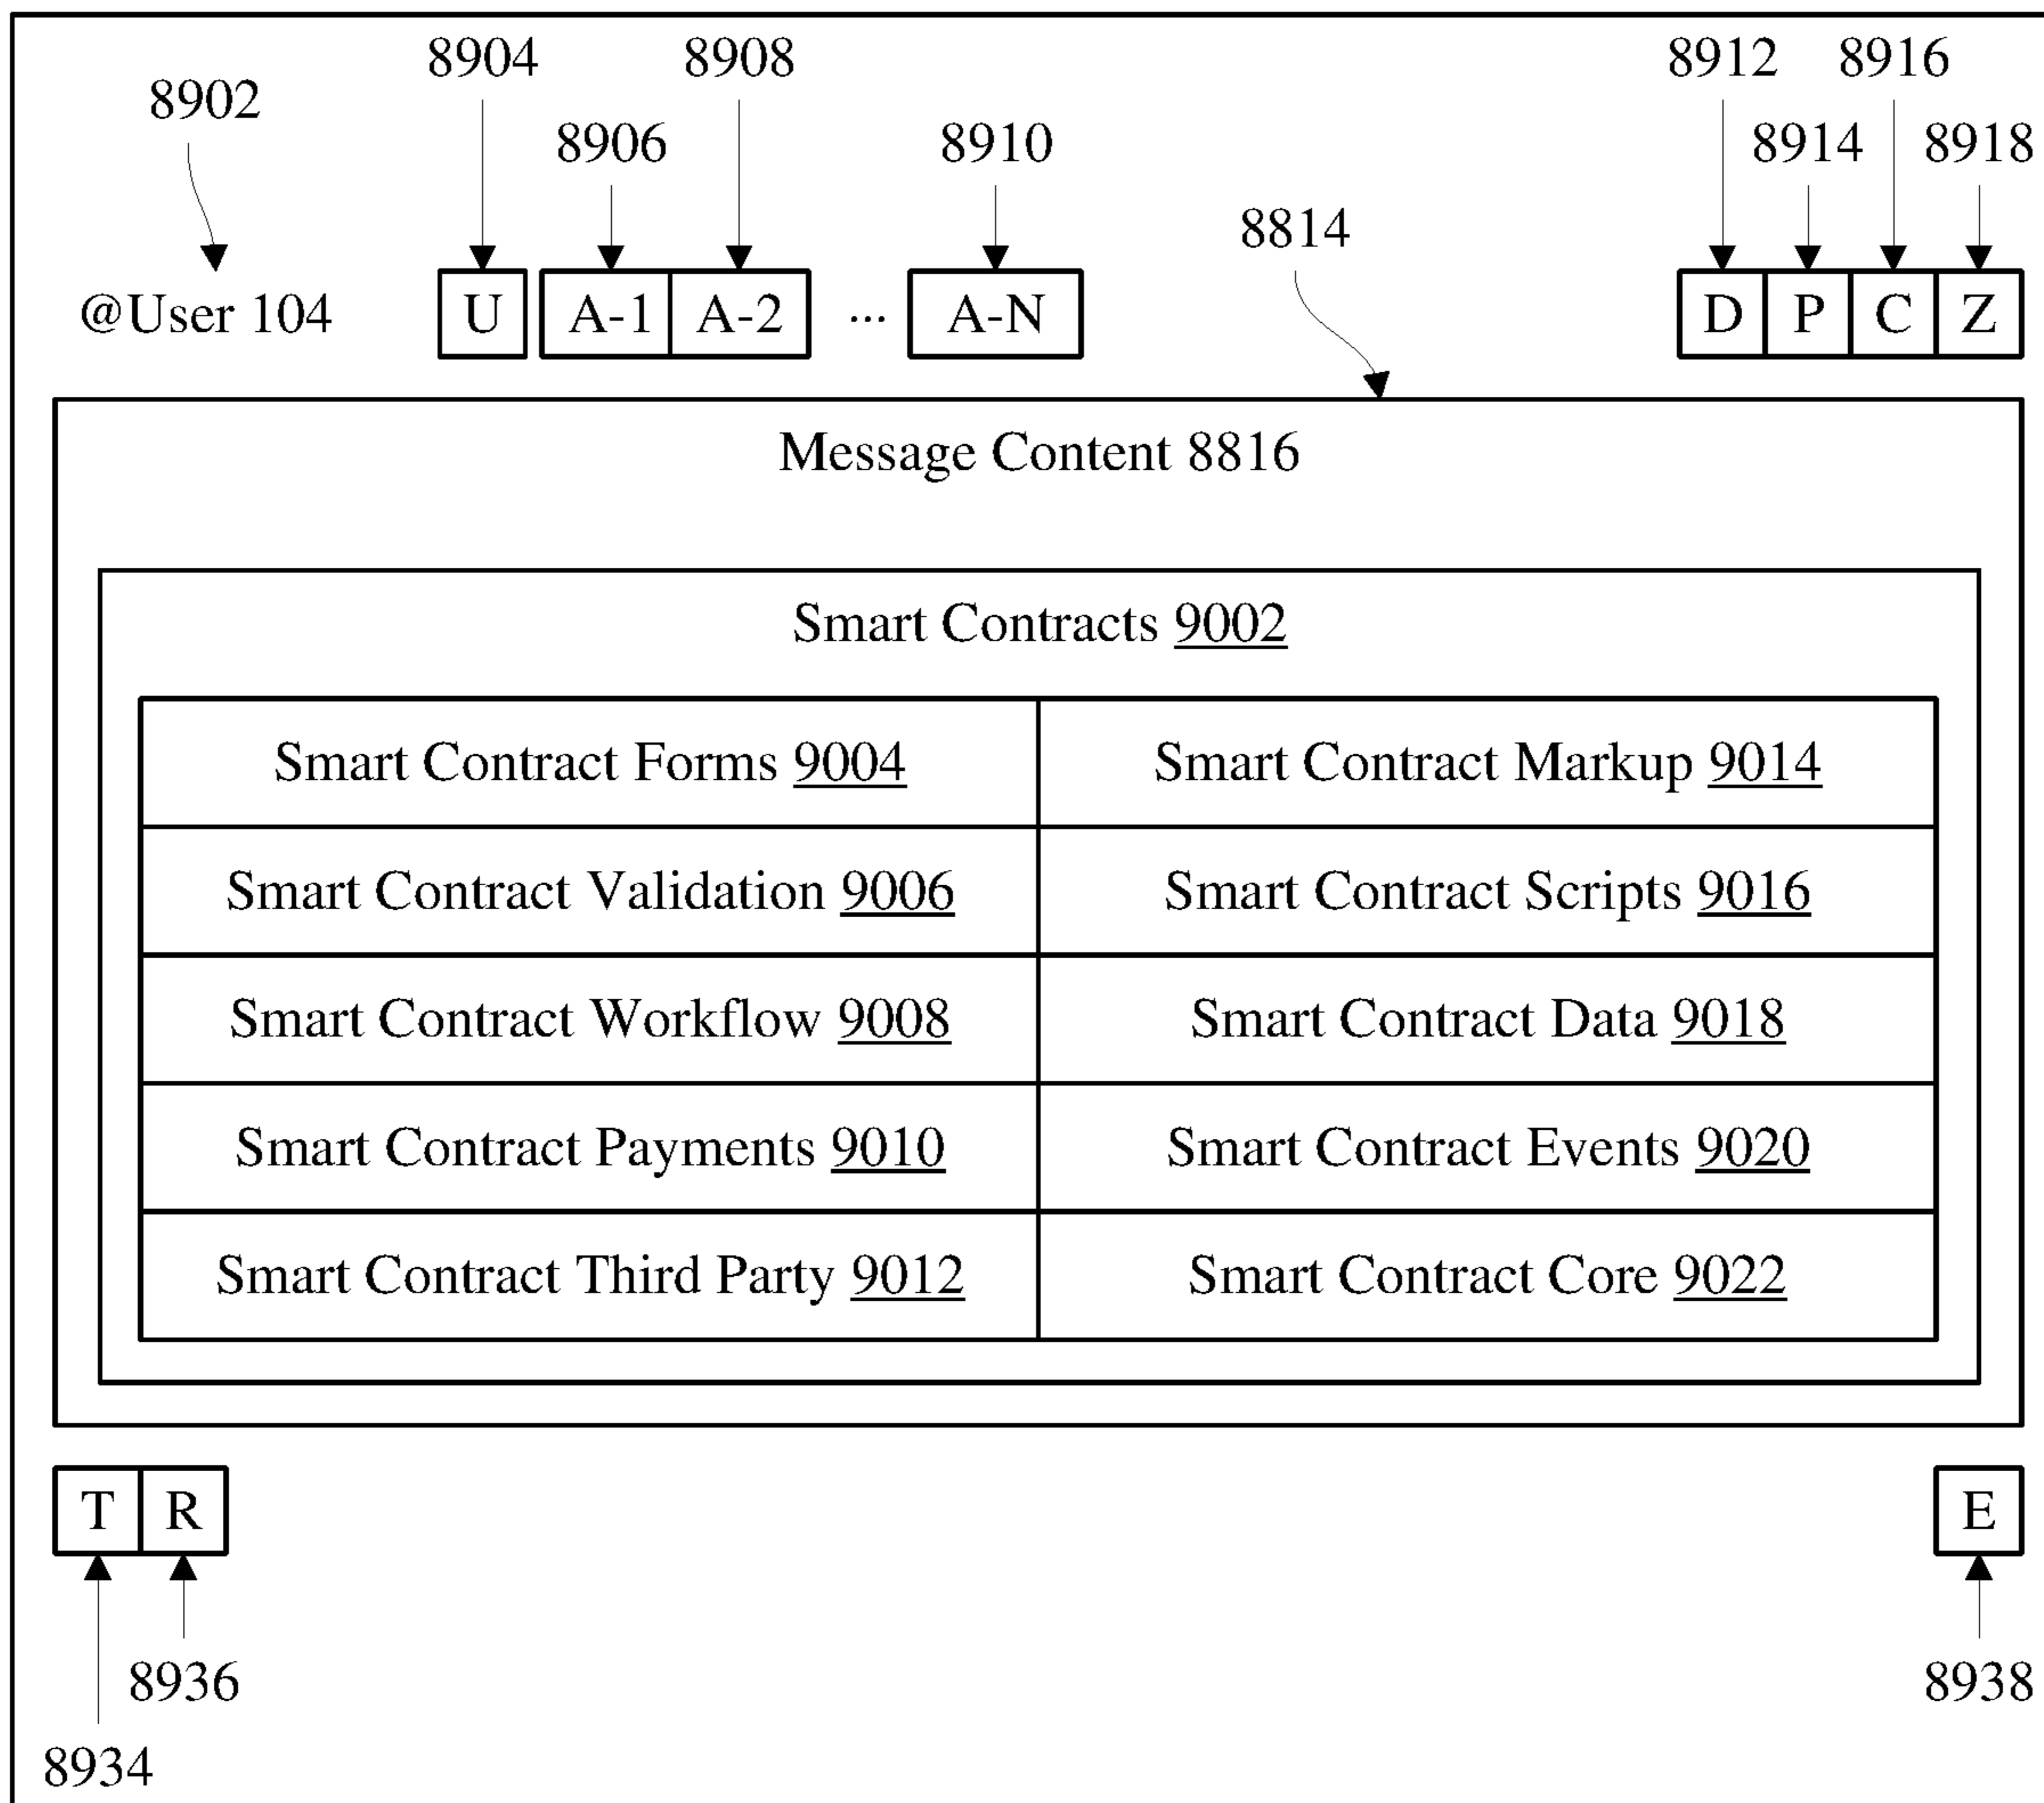 8904 8908 8912 8916
8902 8906 8910 8914 8918
8814
@User 104 U A-1 A-2 ... A-N D P C Z
Message Content 8816
Smart Contracts 9002
Smart Contract Forms 9004 Smart Contract Markup 9014
Smart Contract Validation 9006 Smart Contract Scripts 9016
Smart Contract Workflow 9008 Smart Contract Data 9018
Smart Contract Payments 9010 Smart Contract Events 9020
Smart Contract Third Party 9012 Smart Contract Core 9022
T R E
8936 8938
8934